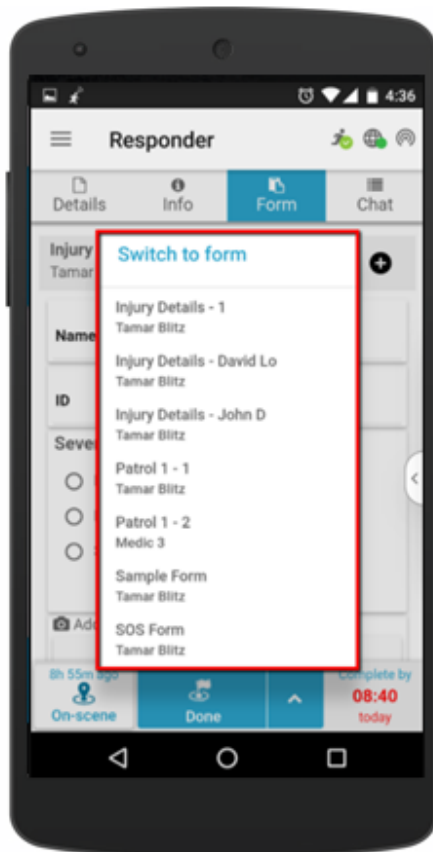 4:36
Responder
Details
Info
Form
Chat
Injury
Tamar
Switch to form
Injury Details - 1
Tamar Blitz
Name
Injury Details - David Lo
Tamar Blitz
ID
Injury Details - John D
Tamar Blitz
Seve
Patrol 1 - 1
Tamar Blitz
Patrol 1 - 2
Medic 3
Sample Form
Tamar Blitz
Add
SOS Form
Tamar Blitz
8h 55m ago
On-scene
Done
Complete by
08:40
today